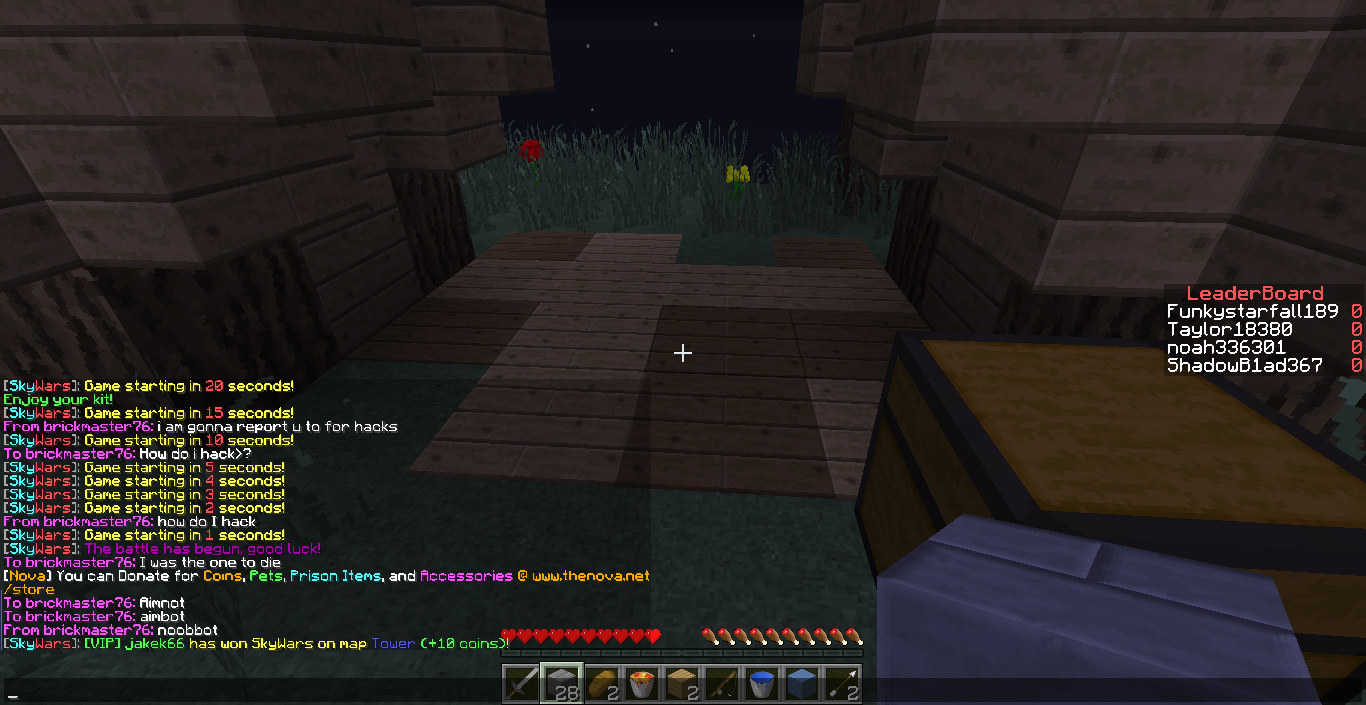 LeaderBoard
Funkystarfall189 0
Taylor18380 0
noah336301 0
ShadowB1ad367 0
[SkyWars]: Game starting in 20 seconds!
Enjoy your kit!
[SkyWars]: Game starting in 15 seconds!
From brickmaster76: i am gonna report u to for hacks
[SkyWars]: Game starting in 10 seconds!
To brickmaster76: How do i hack>?
[SkyWars]: Game starting in 5 seconds!
[SkyWars]: Game starting in 4 seconds!
[SkyWars]: Game starting in 3 seconds!
[SkyWars]: Game starting in 2 seconds!
From brickmaster76: how do I hack
[SkyWars]: Game starting in 1 seconds!
[SkyWars]: The battle has begun, good luck!
To brickmaster76: I was the one to die
[Nova] You can Donate for Coins, Pets, Prison Items, and Accessories @ www.thenova.net
/store
To brickmaster76: Aimnot
To brickmaster76: aimbot
From brickmaster76: noobbot
[SkyWars]: [VIP] jakek66 has won SkyWars on map Tower (+10 coins)!
28 2 2 2
_